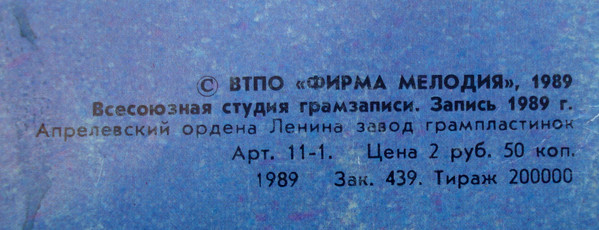 © ВТПО «ФИРМА МЕЛОДИЯ», 1989
Всесоюзная студия грамзаписи. Запись 1989 г.
Апрелевский ордена Ленина завод грампластинок
Арт. 11-1. Цена 2 руб. 50 коп.
1989 Зак. 439. Тираж 200000